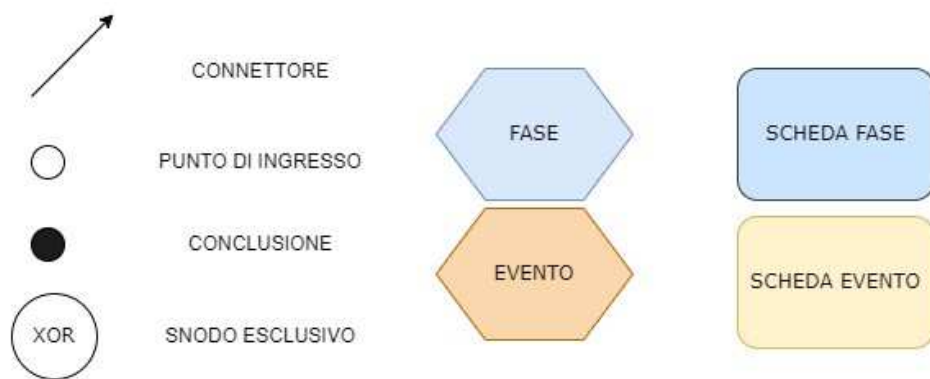 CONNETTORE
PUNTO DI INGRESSO
CONCLUSIONE
XOR
SNODO ESCLUSIVO
FASE
EVENTO
SCHEDA FASE
SCHEDA EVENTO